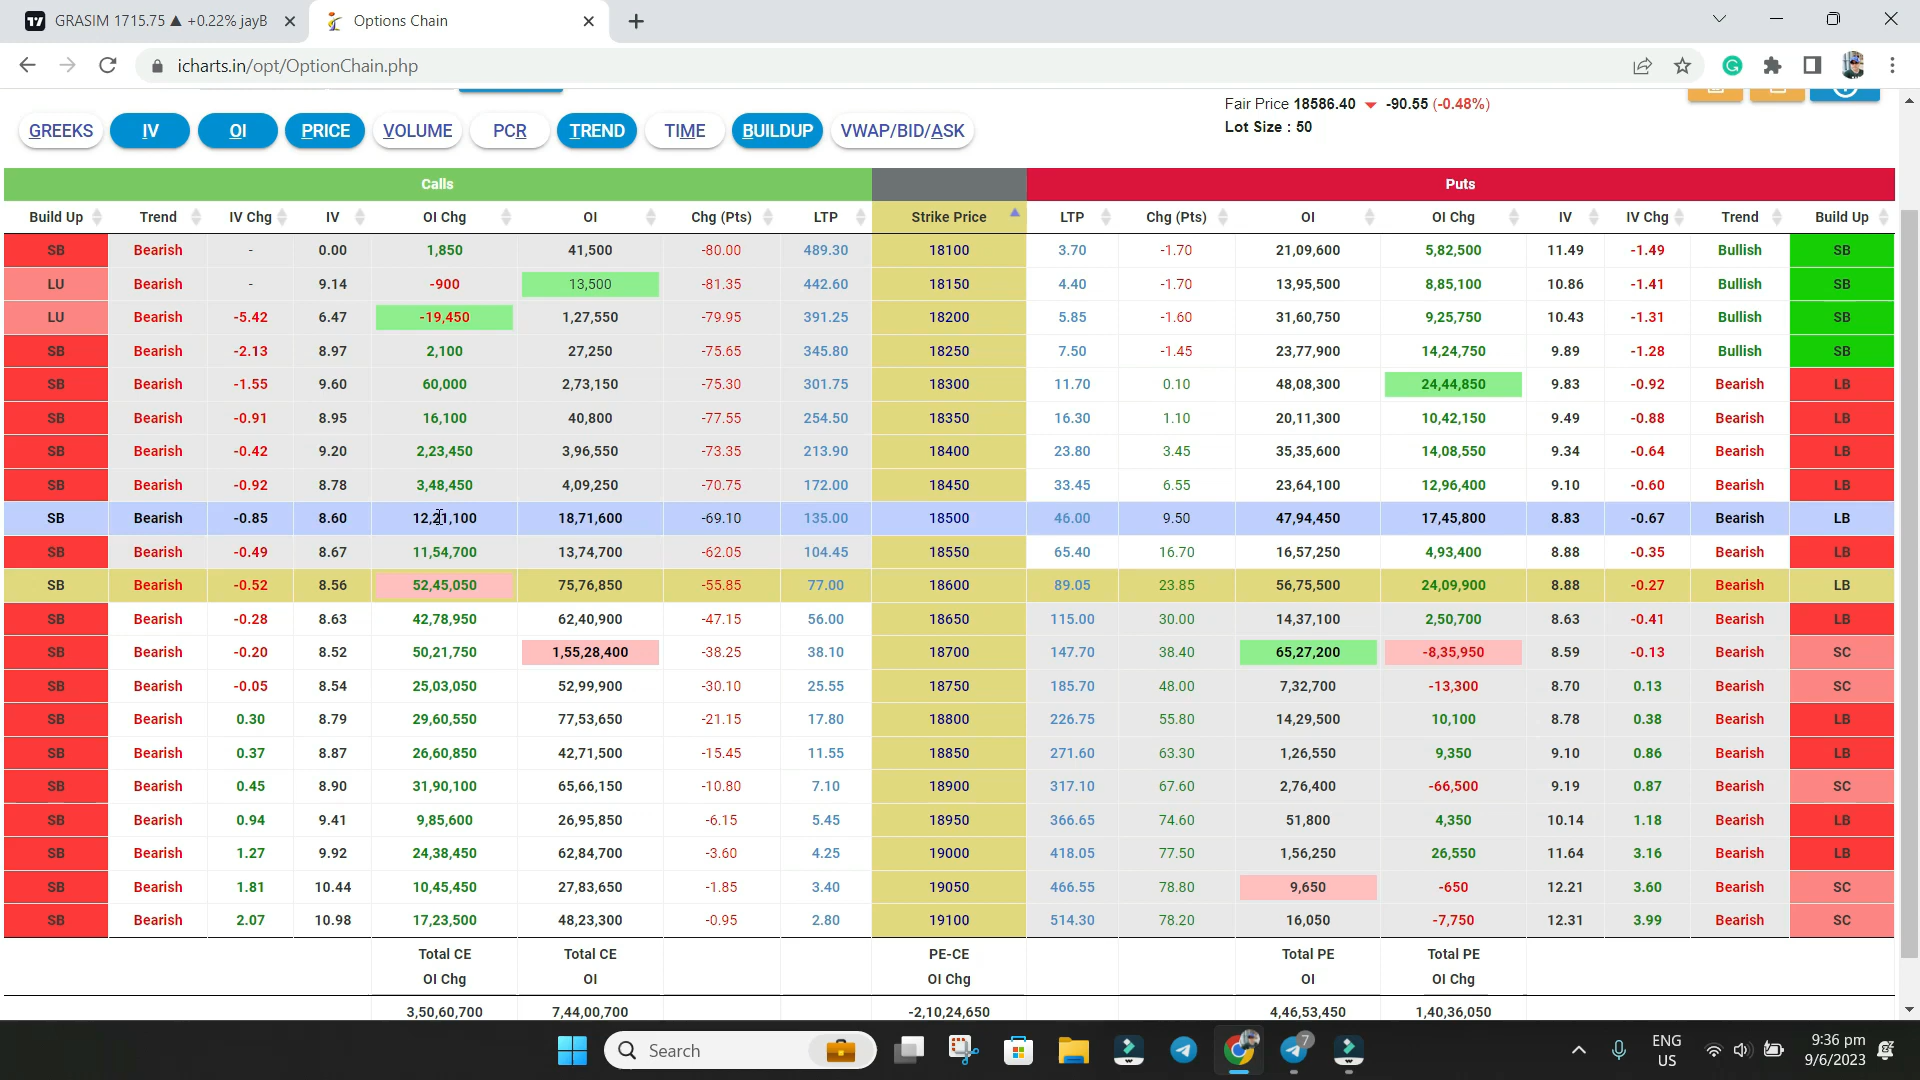 GRASIM 1715.75 ▲ +0.22% jayB
Options Chain
icharts.in/opt/OptionChain.php
Fair Price 18586.40 ▼ -90.55 (-0.48%)
Lot Size : 50
GREEKS IV OI PRICE VOLUME PCR TREND TIME BUILDUP VWAP/BID/ASK
Calls Puts
Build Up Trend IV Chg IV OI Chg OI Chg (Pts) LTP Strike Price LTP Chg (Pts) OI OI Chg IV IV Chg Trend Build Up
SB Bearish - 0.00 1,850 41,500 -80.00 489.30 18100 3.70 -1.70 21,09,600 5,82,500 11.49 -1.49 Bullish SB
LU Bearish - 9.14 -900 13,500 -81.35 442.60 18150 4.40 -1.70 13,95,500 8,85,100 10.86 -1.41 Bullish SB
LU Bearish -5.42 6.47 -19,450 1,27,550 -79.95 391.25 18200 5.85 -1.60 31,60,750 9,25,750 10.43 -1.31 Bullish SB
SB Bearish -2.13 8.97 2,100 27,250 -75.65 345.80 18250 7.50 -1.45 23,77,900 14,24,750 9.89 -1.28 Bullish SB
SB Bearish -1.55 9.60 60,000 2,73,150 -75.30 301.75 18300 11.70 0.10 48,08,300 24,44,850 9.83 -0.92 Bearish LB
SB Bearish -0.91 8.95 16,100 40,800 -77.55 254.50 18350 16.30 1.10 20,11,300 10,42,150 9.49 -0.88 Bearish LB
SB Bearish -0.42 9.20 2,23,450 3,96,550 -73.35 213.90 18400 23.80 3.45 35,35,600 14,08,550 9.34 -0.64 Bearish LB
SB Bearish -0.92 8.78 3,48,450 4,09,250 -70.75 172.00 18450 33.45 6.55 23,64,100 12,96,400 9.10 -0.60 Bearish LB
SB Bearish -0.85 8.60 12,21,100 18,71,600 -69.10 135.00 18500 46.00 9.50 47,94,450 17,45,800 8.83 -0.67 Bearish LB
SB Bearish -0.49 8.67 11,54,700 13,74,700 -62.05 104.45 18550 65.40 16.70 16,57,250 4,93,400 8.88 -0.35 Bearish LB
SB Bearish -0.52 8.56 52,45,050 75,76,850 -55.85 77.00 18600 89.05 23.85 56,75,500 24,09,900 8.88 -0.27 Bearish LB
SB Bearish -0.28 8.63 42,78,950 62,40,900 -47.15 56.00 18650 115.00 30.00 14,37,100 2,50,700 8.63 -0.41 Bearish LB
SB Bearish -0.20 8.52 50,21,750 1,55,28,400 -38.25 38.10 18700 147.70 38.40 65,27,200 -8,35,950 8.59 -0.13 Bearish SC
SB Bearish -0.05 8.54 25,03,050 52,99,900 -30.10 25.55 18750 185.70 48.00 7,32,700 -13,300 8.70 0.13 Bearish SC
SB Bearish 0.30 8.79 29,60,550 77,53,650 -21.15 17.80 18800 226.75 55.80 14,29,500 10,100 8.78 0.38 Bearish LB
SB Bearish 0.37 8.87 26,60,850 42,71,500 -15.45 11.55 18850 271.60 63.30 1,26,550 9,350 9.10 0.86 Bearish LB
SB Bearish 0.45 8.90 31,90,100 65,66,150 -10.80 7.10 18900 317.10 67.60 2,76,400 -66,500 9.19 0.87 Bearish SC
SB Bearish 0.94 9.41 9,85,600 26,95,850 -6.15 5.45 18950 366.65 74.60 51,800 4,350 10.14 1.18 Bearish LB
SB Bearish 1.27 9.92 24,38,450 62,84,700 -3.60 4.25 19000 418.05 77.50 1,56,250 26,550 11.64 3.16 Bearish LB
SB Bearish 1.81 10.44 10,45,450 27,83,650 -1.85 3.40 19050 466.55 78.80 9,650 -650 12.21 3.60 Bearish SC
SB Bearish 2.07 10.98 17,23,500 48,23,300 -0.95 2.80 19100 514.30 78.20 16,050 -7,750 12.31 3.99 Bearish SC
Total CE Total CE PE-CE Total PE Total PE
OI Chg OI OI Chg OI OI Chg
3,50,60,700 7,44,00,700 -2,10,24,650 4,46,53,450 1,40,36,050
Search
7
ENG
US
9:36 pm
9/6/2023